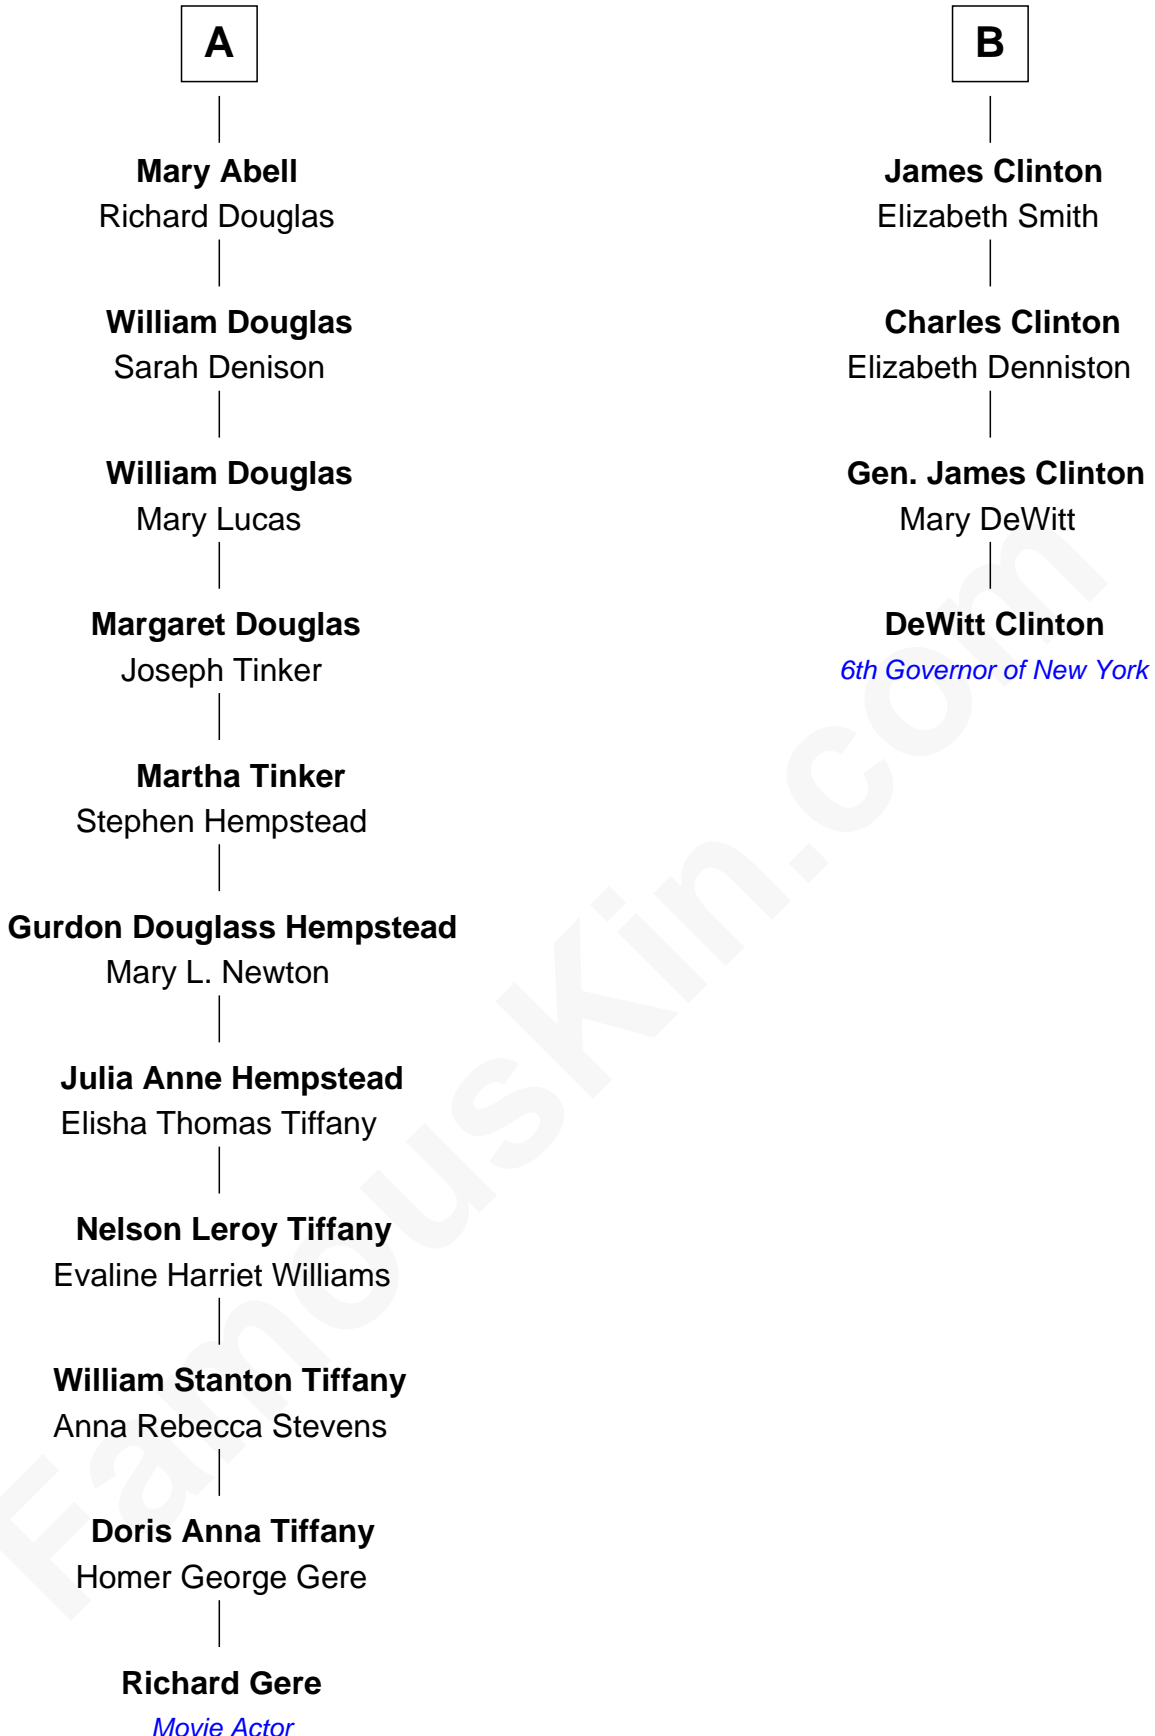 A
Mary Abell
Richard Douglas
William Douglas
Sarah Denison
William Douglas
Mary Lucas
Margaret Douglas
Joseph Tinker
Martha Tinker
Stephen Hempstead
Gurdon Douglass Hempstead
Mary L. Newton
Julia Anne Hempstead
Elisha Thomas Tiffany
Nelson Leroy Tiffany
Evaline Harriet Williams
William Stanton Tiffany
Anna Rebecca Stevens
Doris Anna Tiffany
Homer George Gere
Richard Gere
Movie Actor
B
James Clinton
Elizabeth Smith
Charles Clinton
Elizabeth Denniston
Gen. James Clinton
Mary DeWitt
DeWitt Clinton
6th Governor of New York
FamousKin.com